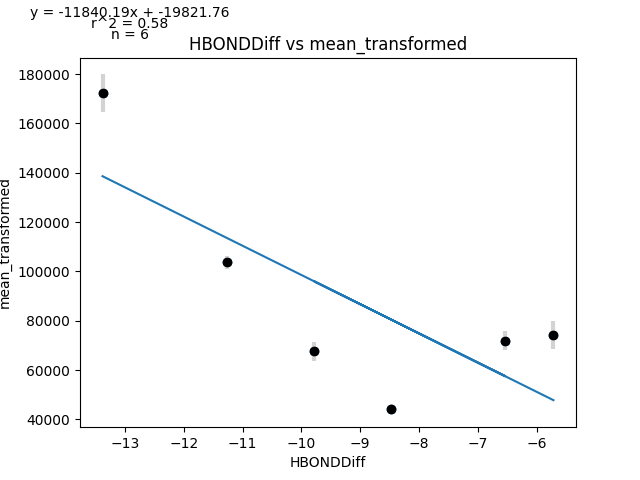 y = -11840.19x + -19821.76
r^2 = 0.58
n = 6
HBONDDiff vs mean_transformed
180000
160000
140000
120000
100000
80000
60000
40000
mean_transformed
−13
−12
−11
−10
−9
−8
−7
−6
HBONDDiff